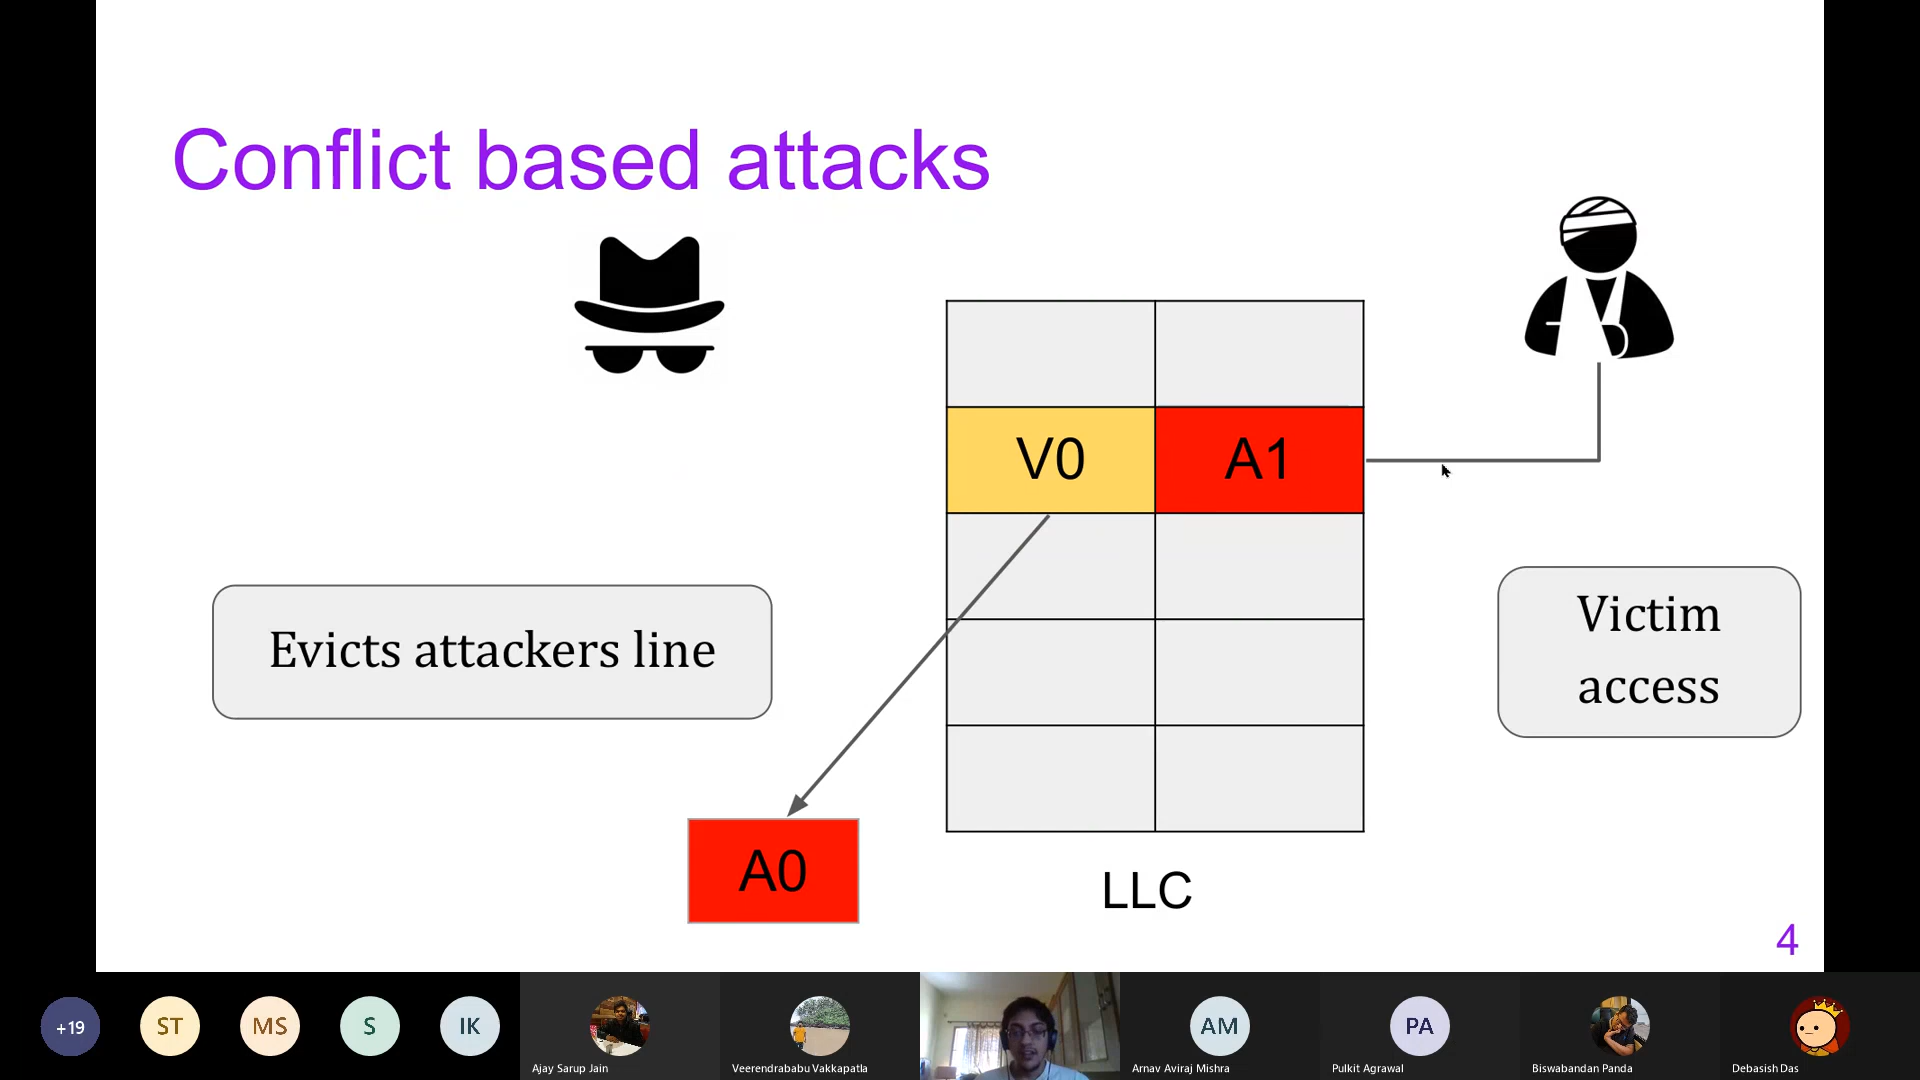 Conflict based attacks
V0
A1
Evicts attackers line
Victim
access
A0
LLC
4
+19
ST
MS
S
IK
AM
PA
Ajay Sarup Jain
Veerendrababu Vakkapatla
Arnav Aviraj Mishra
Pulkit Agrawal
Biswabandan Panda
Debasish Das